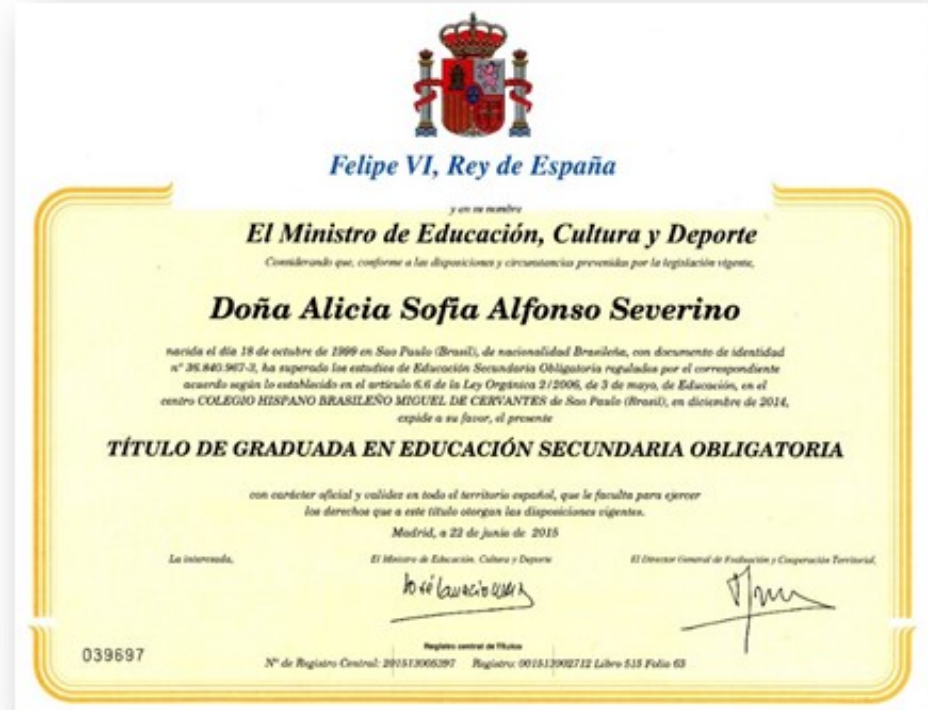 Felipe VI, Rey de España
y en su nombre
El Ministro de Educación, Cultura y Deporte
Considerando que, conforme a las disposiciones y circunstancias prevenidas por la legislación vigente,
Doña Alicia Sofia Alfonso Severino
nacida el día 18 de octubre de 1999 en Sao Paulo (Brasil), de nacionalidad Brasileña, con documento de identidad
nº 36.840.967-3, ha superado los estudios de Educación Secundaria Obligatoria regulados por el correspondiente
acuerdo según lo establecido en el artículo 6.6 de la Ley Orgánica 2/2006, de 3 de mayo, de Educación, en el
centro COLEGIO HISPANO BRASILEÑO MIGUEL DE CERVANTES de Sao Paulo (Brasil), en diciembre de 2014,
expide a su favor, el presente
TÍTULO DE GRADUADA EN EDUCACIÓN SECUNDARIA OBLIGATORIA
con carácter oficial y validez en todo el territorio español, que le faculta para ejercer
los derechos que a este título otorgan las disposiciones vigentes.
Madrid, a 22 de junio de 2015
La interesada,
El Ministro de Educación, Cultura y Deporte
El Director General de Evaluación y Cooperación Territorial,
039697
Registro central de Títulos
Nº de Registro Central: 201513006397 Registro: 001513002712 Libro 515 Folio 63